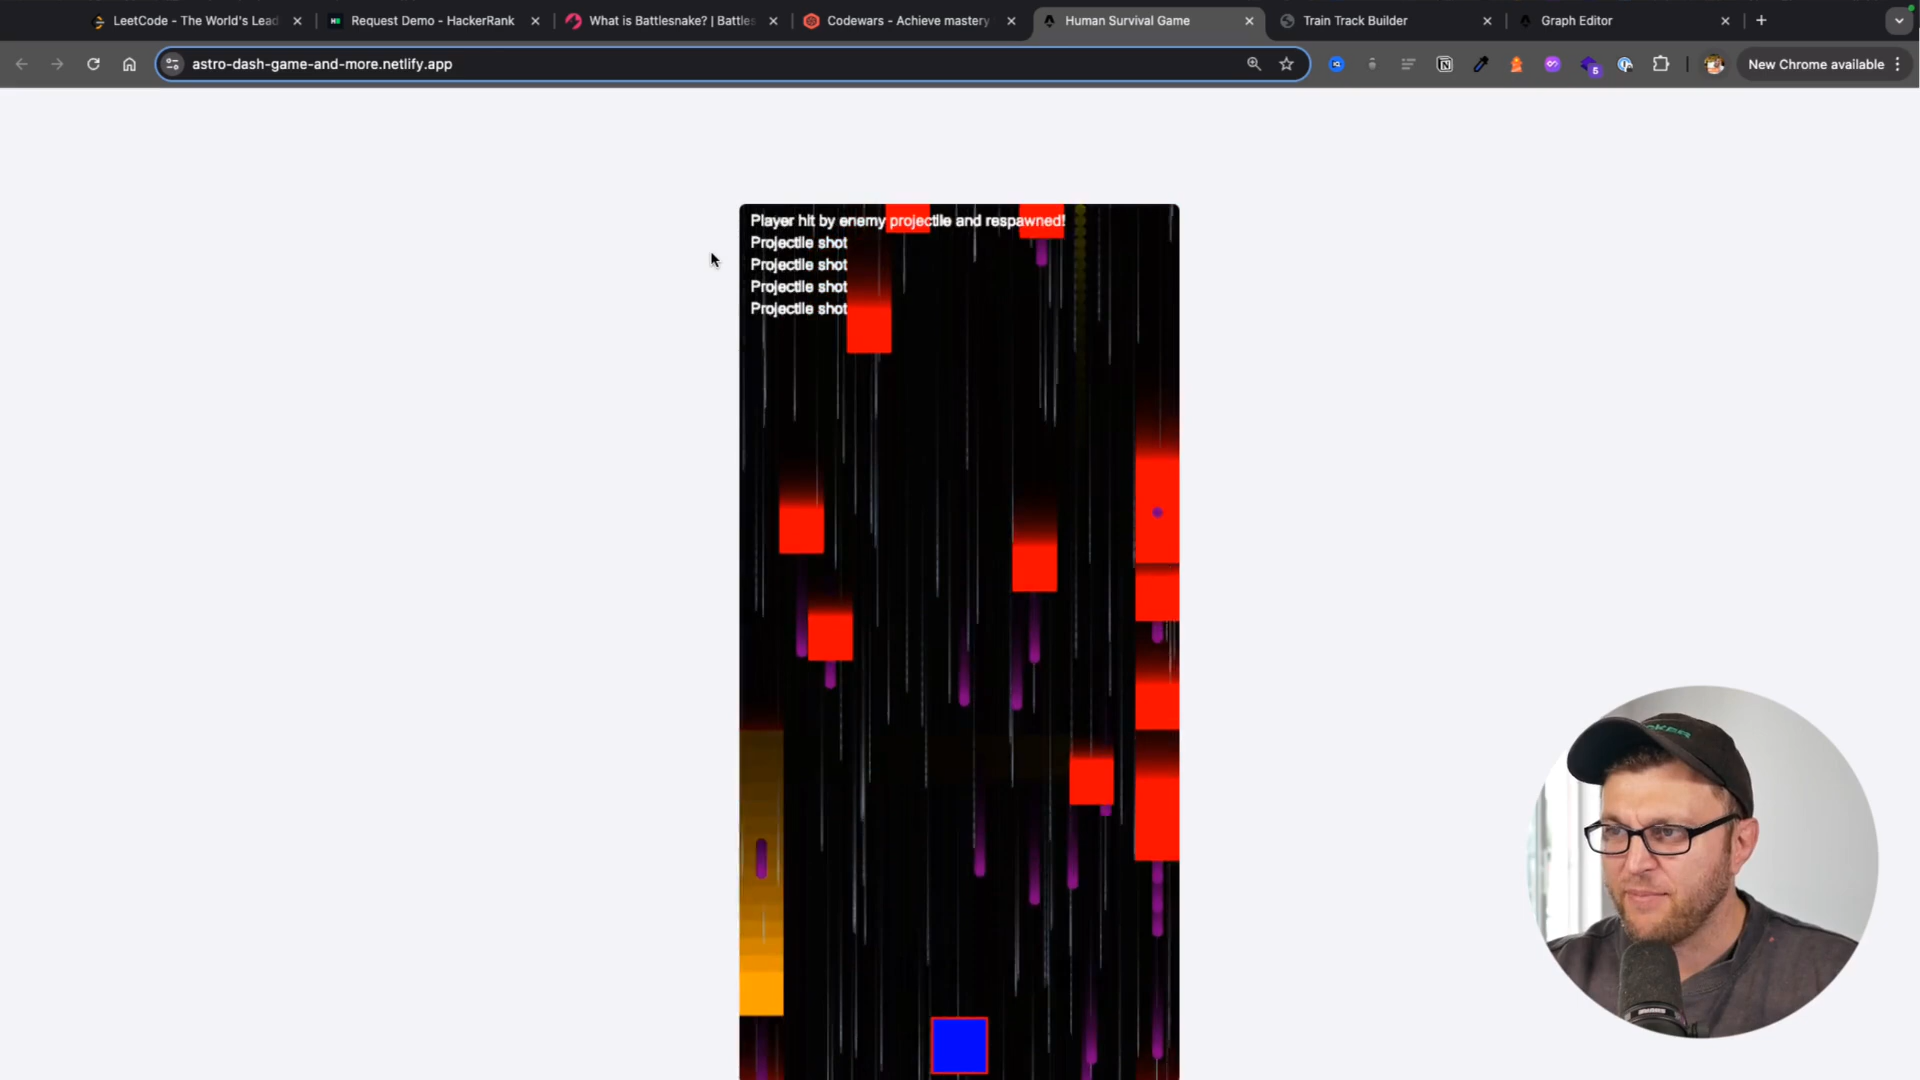 LeetCode - The World's Lead
Request Demo - HackerRank
What is Battlesnake? | Battles
Codewars - Achieve mastery
Human Survival Game
Train Track Builder
Graph Editor
astro-dash-game-and-more.netlify.app
5
New Chrome available
Player hit by enemy projectile and respawned!
Projectile shot
Projectile shot
Projectile shot
Projectile shot